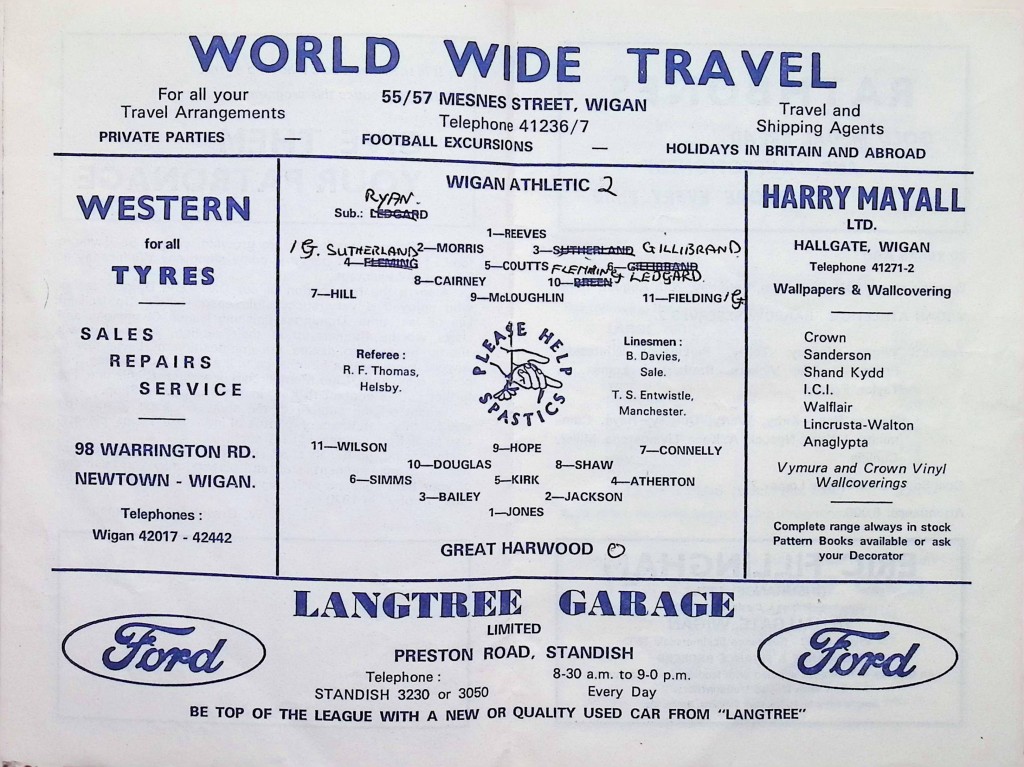 WORLD WIDE TRAVEL
For all your
Travel Arrangements
55/57 MESNES STREET, WIGAN
Telephone 41236/7
Travel and
Shipping Agents
PRIVATE PARTIES — FOOTBALL EXCURSIONS — HOLIDAYS IN BRITAIN AND ABROAD
WESTERN
for all
TYRES
SALES
REPAIRS
SERVICE
98 WARRINGTON RD.
NEWTOWN - WIGAN.
Telephones :
Wigan 42017 - 42442
WIGAN ATHLETIC 2
RYAN.
Sub.: LEDGARD
1—REEVES
1G. SUTHERLAND 2—MORRIS 3—SUTHERLAND GILLIBRAND
4—FLEMING 5—COUTTS FLEMING 6—GILLIBRAND
8—CAIRNEY 10—BREEN LEDGARD.
7—HILL 9—McLOUGHLIN 11—FIELDING 1G
PLEASE HELP SPASTICS
Referee :
R. F. Thomas,
Helsby.
Linesmen :
B. Davies,
Sale.
T. S. Entwistle,
Manchester.
11—WILSON 9—HOPE 7—CONNELLY
10—DOUGLAS 8—SHAW
6—SIMMS 5—KIRK 4—ATHERTON
3—BAILEY 2—JACKSON
1—JONES
GREAT HARWOOD 0
HARRY MAYALL
LTD.
HALLGATE, WIGAN
Telephone 41271-2
Wallpapers & Wallcovering
Crown
Sanderson
Shand Kydd
I.C.I.
Walflair
Lincrusta-Walton
Anaglypta
Vymura and Crown Vinyl
Wallcoverings
Complete range always in stock
Pattern Books available or ask
your Decorator
LANGTREE GARAGE
LIMITED
Ford
Ford
PRESTON ROAD, STANDISH
Telephone :
STANDISH 3230 or 3050
8-30 a.m. to 9-0 p.m.
Every Day
BE TOP OF THE LEAGUE WITH A NEW OR QUALITY USED CAR FROM "LANGTREE"